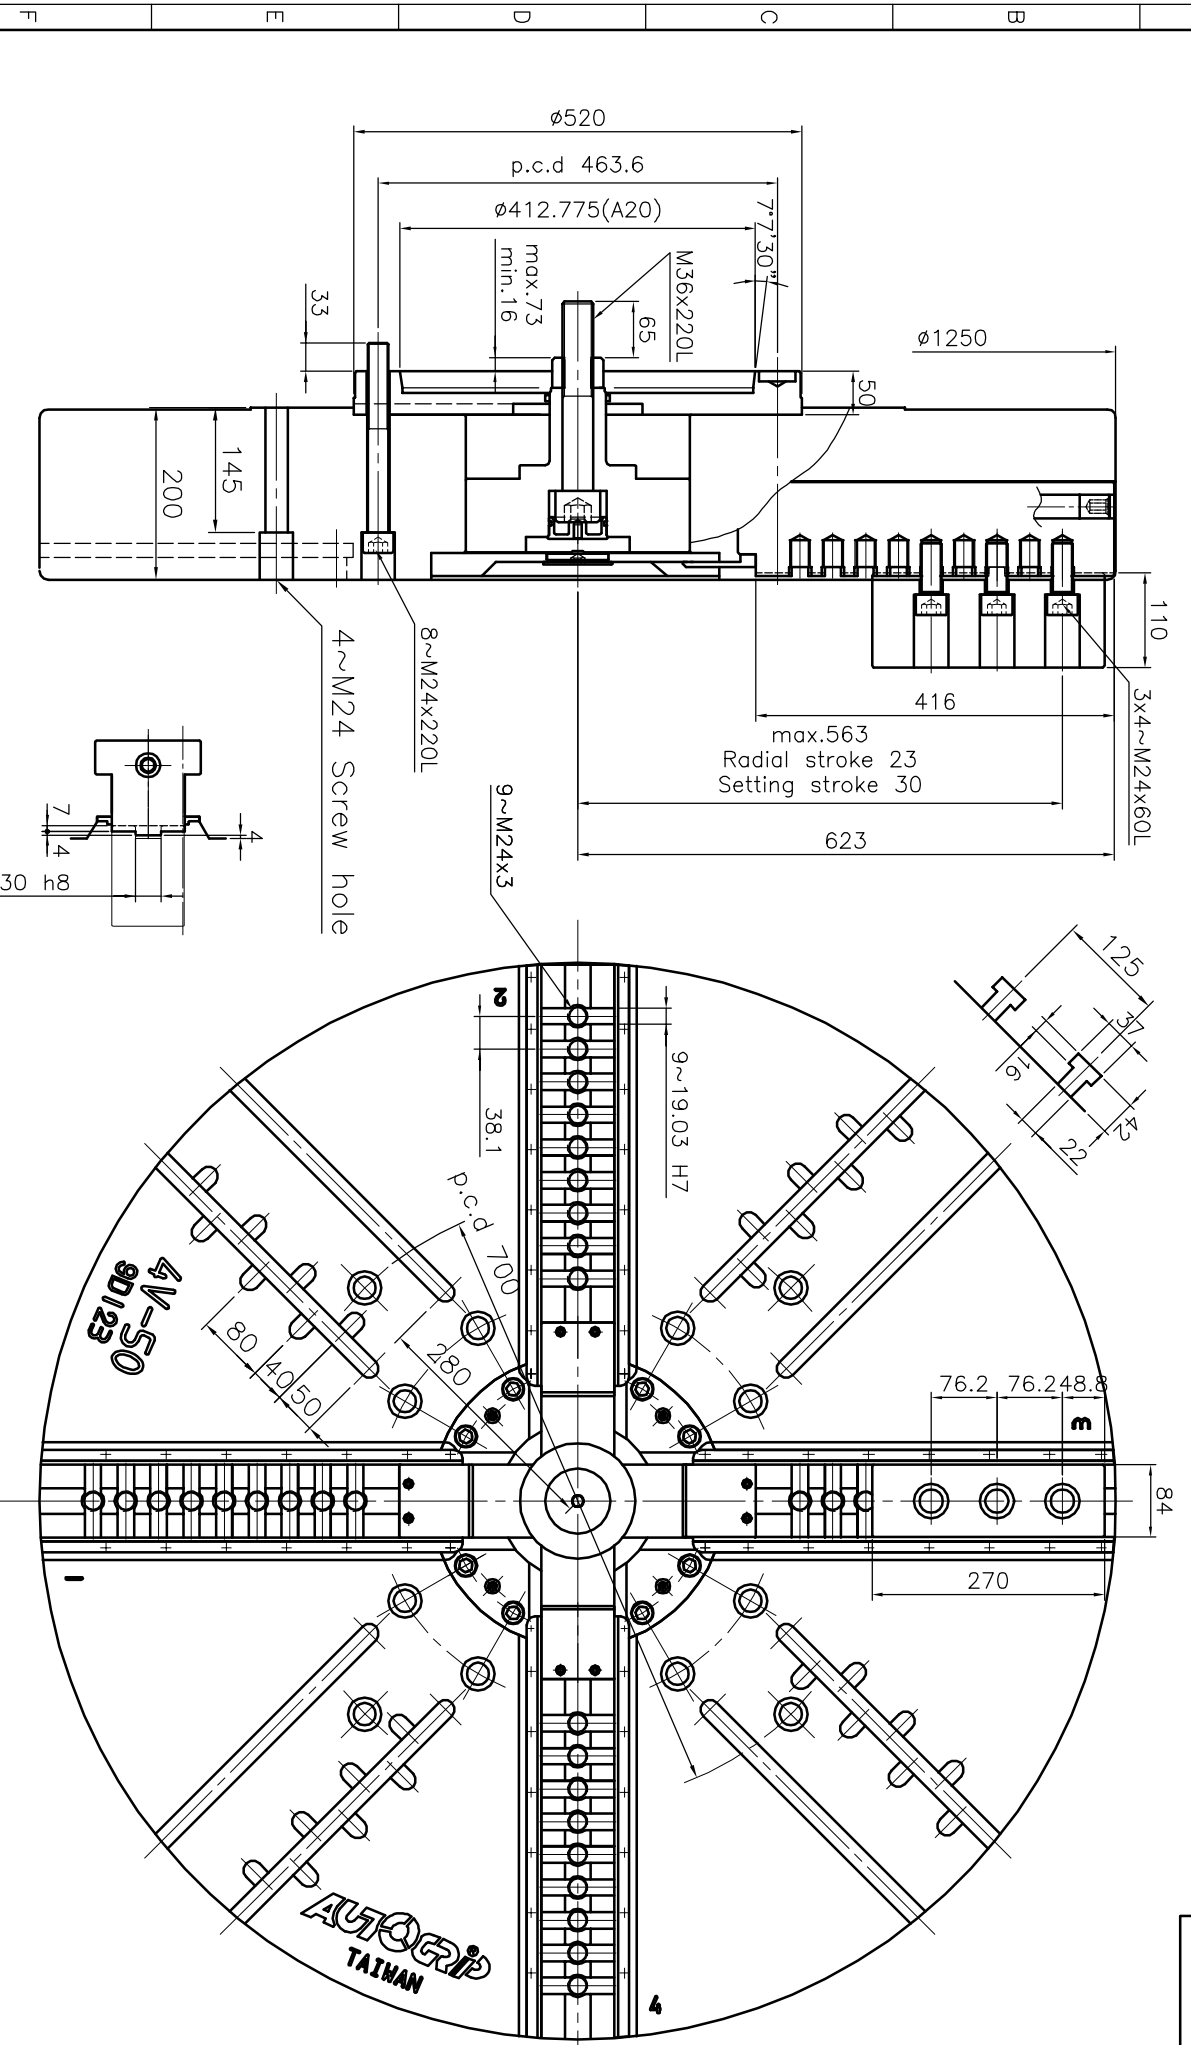 F
E
D
C
B
ø520
p.c.d 463.6
ø412.775(A20)
7°7'30"
max.73
min.16
M36x220L
65
33
ø1250
50
145
200
110
8~M24x220L
4~M24 Screw hole
416
max.563
Radial stroke 23
Setting stroke 30
3x4~M24x60L
623
7
4
4
30 h8
9~M24x3
125
37
16
42
22
2
38.1
9~19.03 H7
p.c.d 700
280
80
40
50
4V-50
9D123
76.2
76.2
48.8
3
84
270
1
AUTOGRIP®
TAIWAN
4